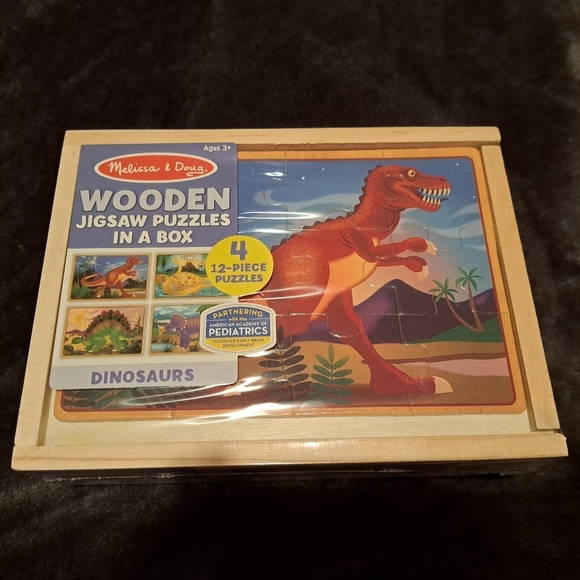 Ages 3+
Melissa & Doug
WOODEN
JIGSAW PUZZLES
IN A BOX
4
12-PIECE
PUZZLES
PARTNERING
with the
AMERICAN ACADEMY OF
PEDIATRICS
TO FOSTER EARLY BRAIN
DEVELOPMENT
DINOSAURS